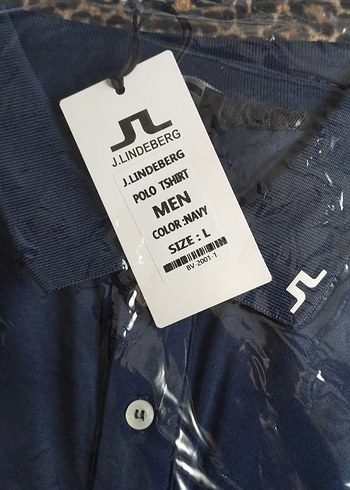 J.LINDEBERG
J.LINDEBERG
POLO TSHIRT
MEN
COLOR :NAVY
SIZE : L
BV-2001-1